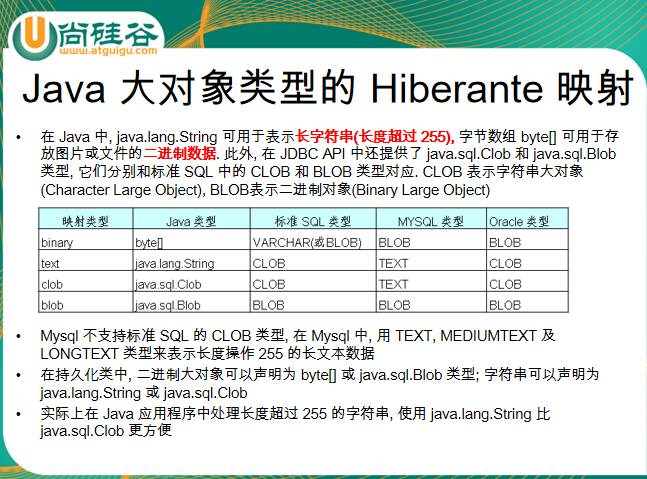 尚硅谷
www.atguigu.com
Java 大对象类型的 Hiberante 映射
• 在 Java 中, java.lang.String 可用于表示长字符串(长度超过 255), 字节数组 byte[] 可用于存
放图片或文件的二进制数据. 此外, 在 JDBC API 中还提供了 java.sql.Clob 和 java.sql.Blob
类型, 它们分别和标准 SQL 中的 CLOB 和 BLOB 类型对应. CLOB 表示字符串大对象
(Character Large Object), BLOB表示二进制对象(Binary Large Object)
映射类型 Java 类型 标准 SQL 类型 MYSQL 类型 Oracle 类型
binary byte[] VARCHAR(或BLOB) BLOB BLOB
text java.lang.String CLOB TEXT CLOB
clob java.sql.Clob CLOB TEXT CLOB
blob java.sql.Blob BLOB BLOB BLOB
• Mysql 不支持标准 SQL 的 CLOB 类型, 在 Mysql 中, 用 TEXT, MEDIUMTEXT 及
LONGTEXT 类型来表示长度操作 255 的长文本数据
• 在持久化类中, 二进制大对象可以声明为 byte[] 或 java.sql.Blob 类型; 字符串可以声明为
java.lang.String 或 java.sql.Clob
• 实际上在 Java 应用程序中处理长度超过 255 的字符串, 使用 java.lang.String 比
java.sql.Clob 更方便